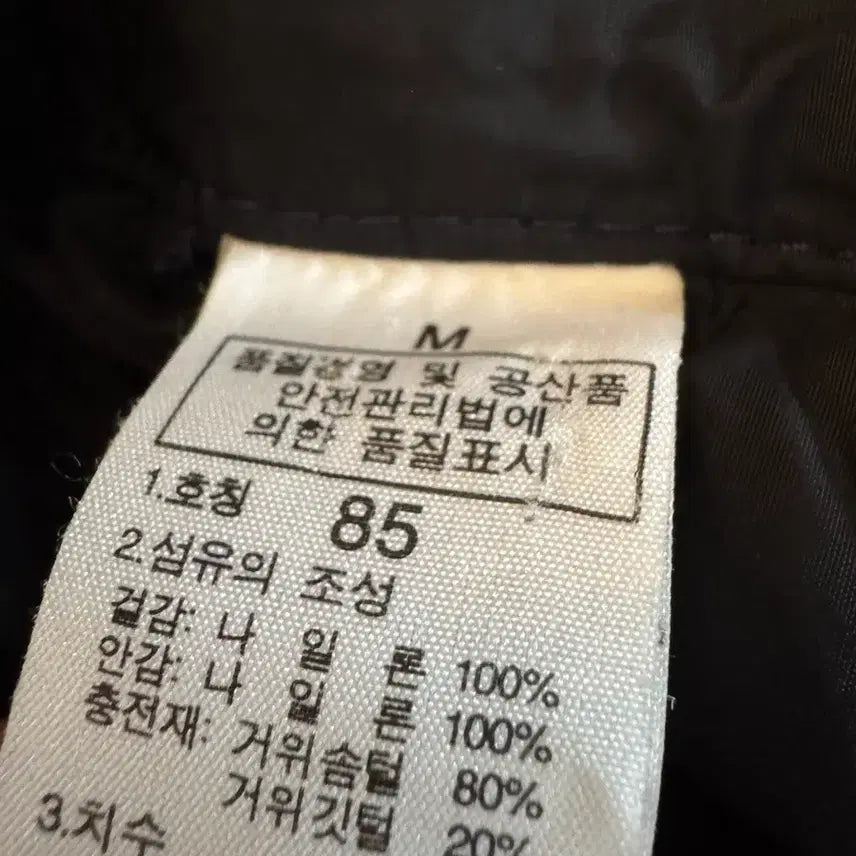 M
품질경영 및 공산품
안전관리법에
의한 품질표시
1.호칭 85
2.섬유의 조성
겉감: 나 일 론 100%
안감: 나 일 론 100%
충전재: 거위솜털 80%
거위깃털 20%
3.치수